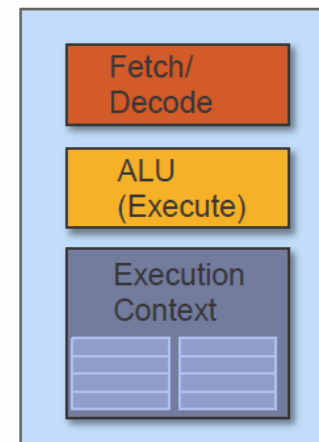 Fetch/
Decode
ALU
(Execute)
Execution
Context